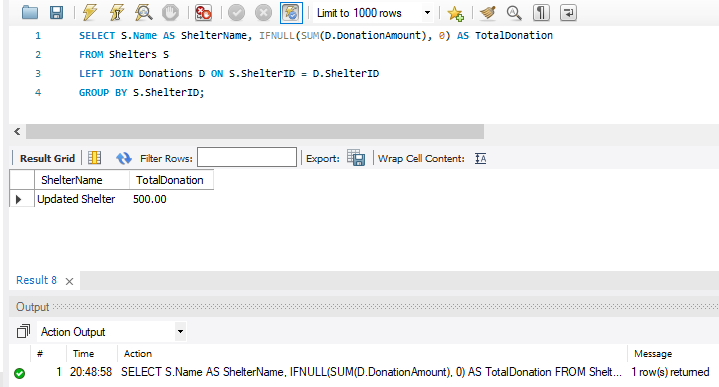 Limit to 1000 rows
1 SELECT S.Name AS ShelterName, IFNULL(SUM(D.DonationAmount), 0) AS TotalDonation
2 FROM Shelters S
3 LEFT JOIN Donations D ON S.ShelterID = D.ShelterID
4 GROUP BY S.ShelterID;
Result Grid Filter Rows: Export: Wrap Cell Content:
ShelterName TotalDonation
Updated Shelter 500.00
Result 8
Output
Action Output
# Time Action Message
1 20:48:58 SELECT S.Name AS ShelterName, IFNULL(SUM(D.DonationAmount), 0) AS TotalDonation FROM Shelt... 1 row(s) returned